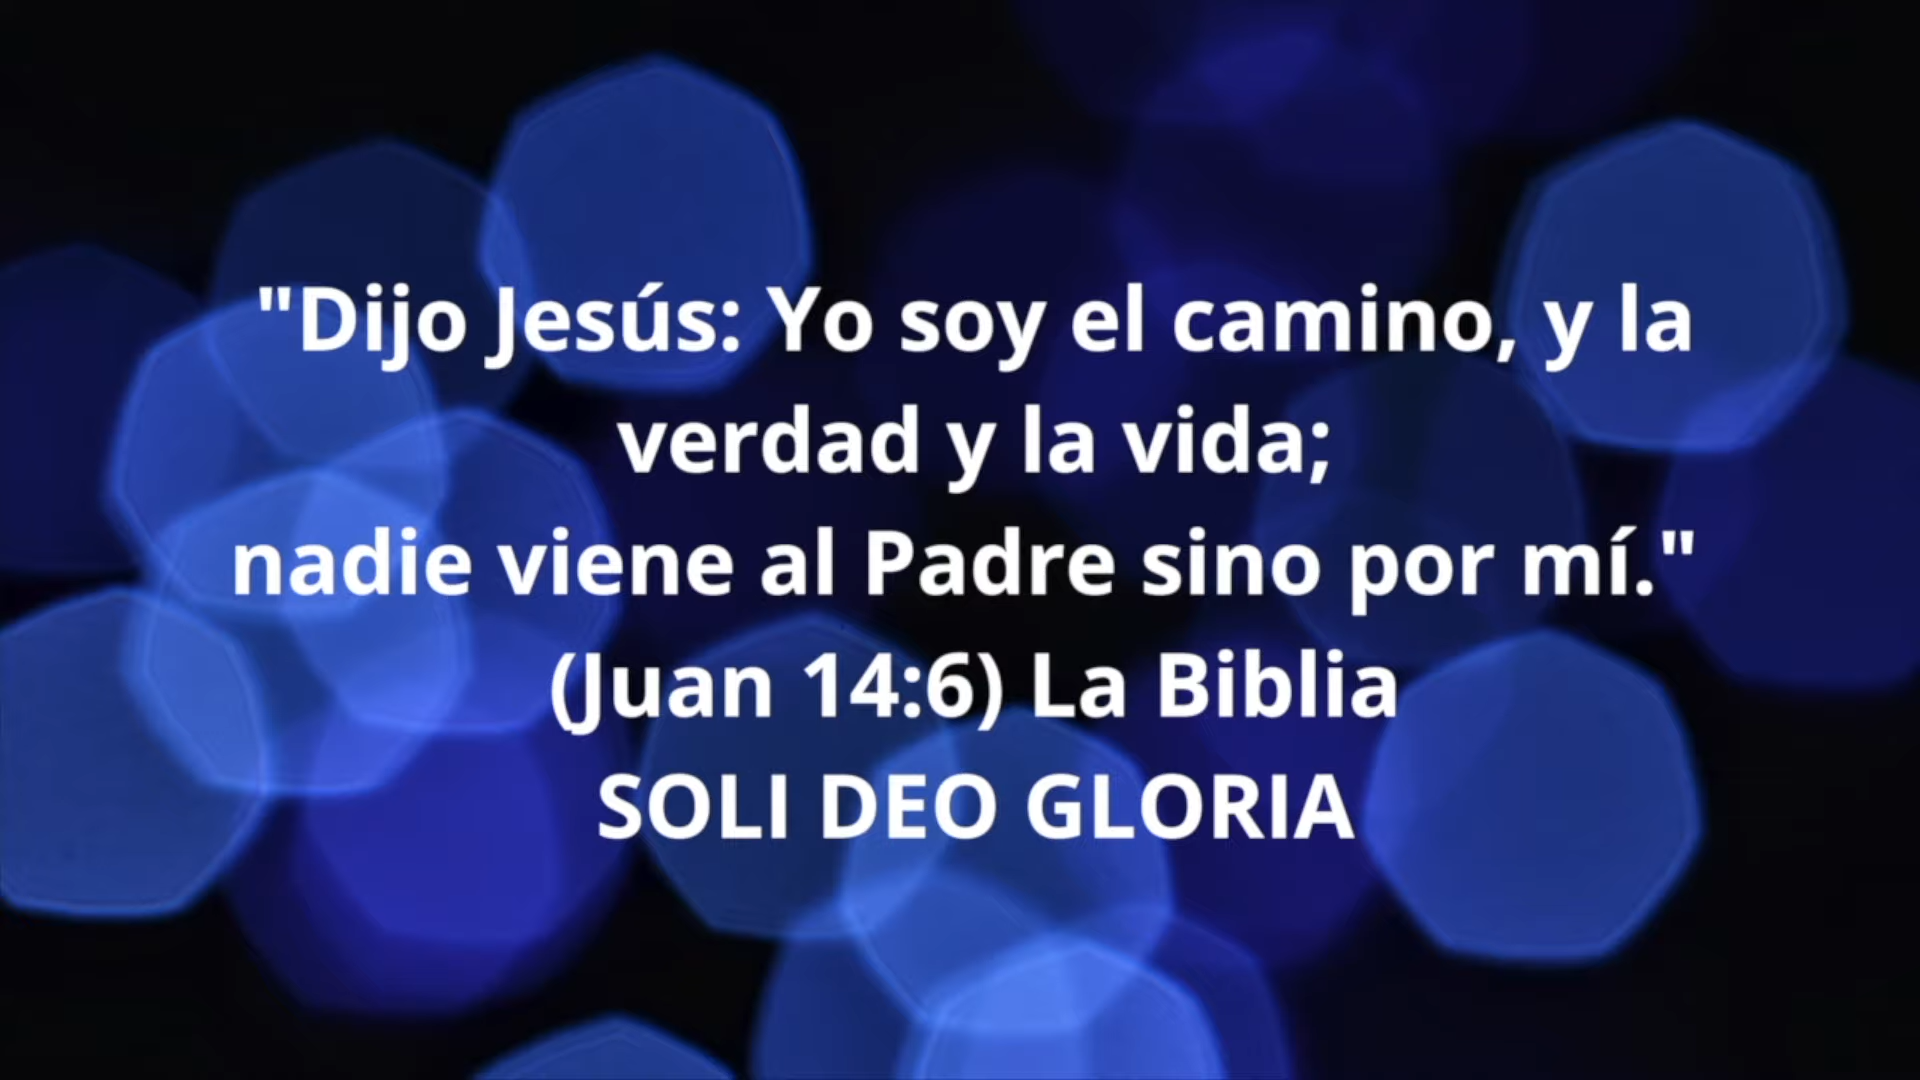 "Dijo Jesús: Yo soy el camino, y la
verdad y la vida;
nadie viene al Padre sino por mí."
(Juan 14:6) La Biblia
SOLI DEO GLORIA